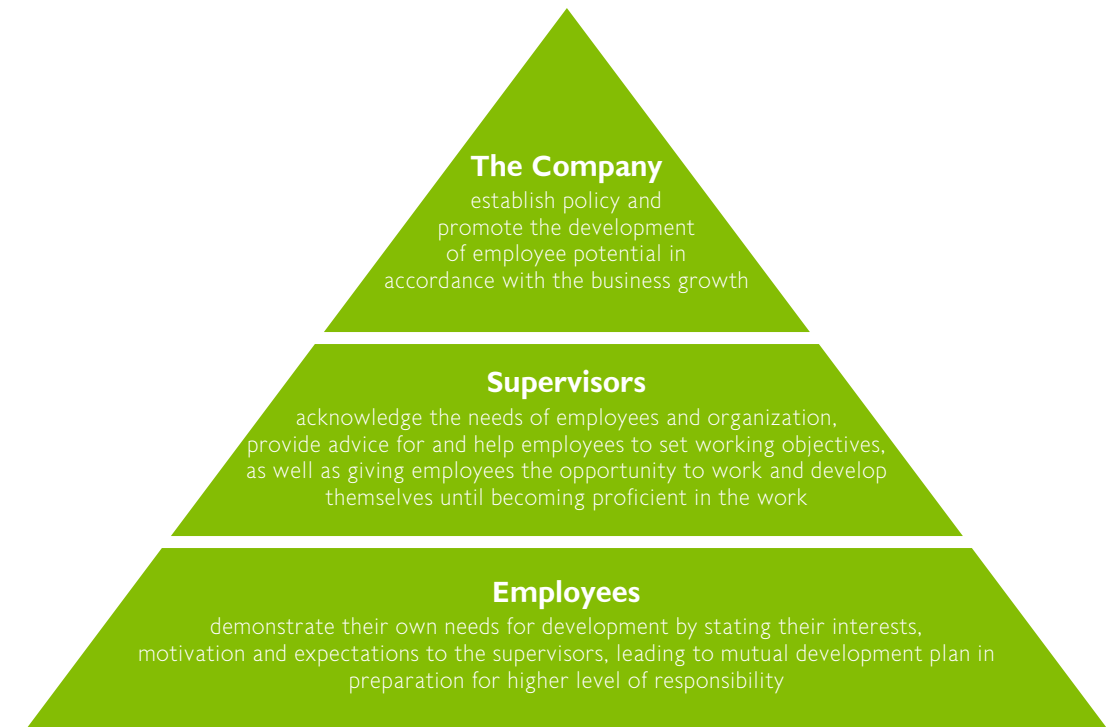 The Company
establish policy and
promote the development
of employee potential in
accordance with the business growth
Supervisors
acknowledge the needs of employees and organization,
provide advice for and help employees to set working objectives,
as well as giving employees the opportunity to work and develop
themselves until becoming proficient in the work
Employees
demonstrate their own needs for development by stating their interests,
motivation and expectations to the supervisors, leading to mutual development plan in
preparation for higher level of responsibility